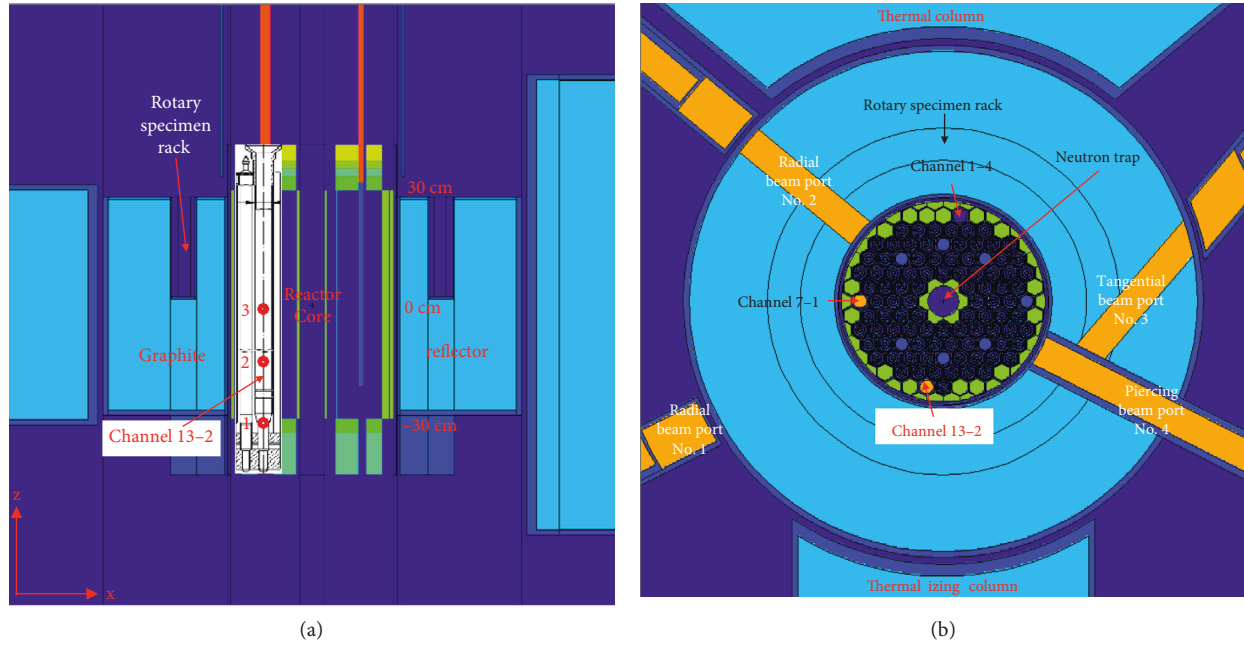 Rotary
specimen
rack
30 cm
3
Reactor
Core
0 cm
Graphite
2
reflector
1
Channel 13–2
–30 cm
z
x
(a)
Thermal column
Rotary specimen rack
Neutron trap
Channel 1–4
Radial
beam port
No. 2
Channel 7–1
Tangential
beam port
No. 3
Radial
beam port
No. 1
Channel 13–2
Piercing
beam port
No. 4
Thermal izing column
(b)